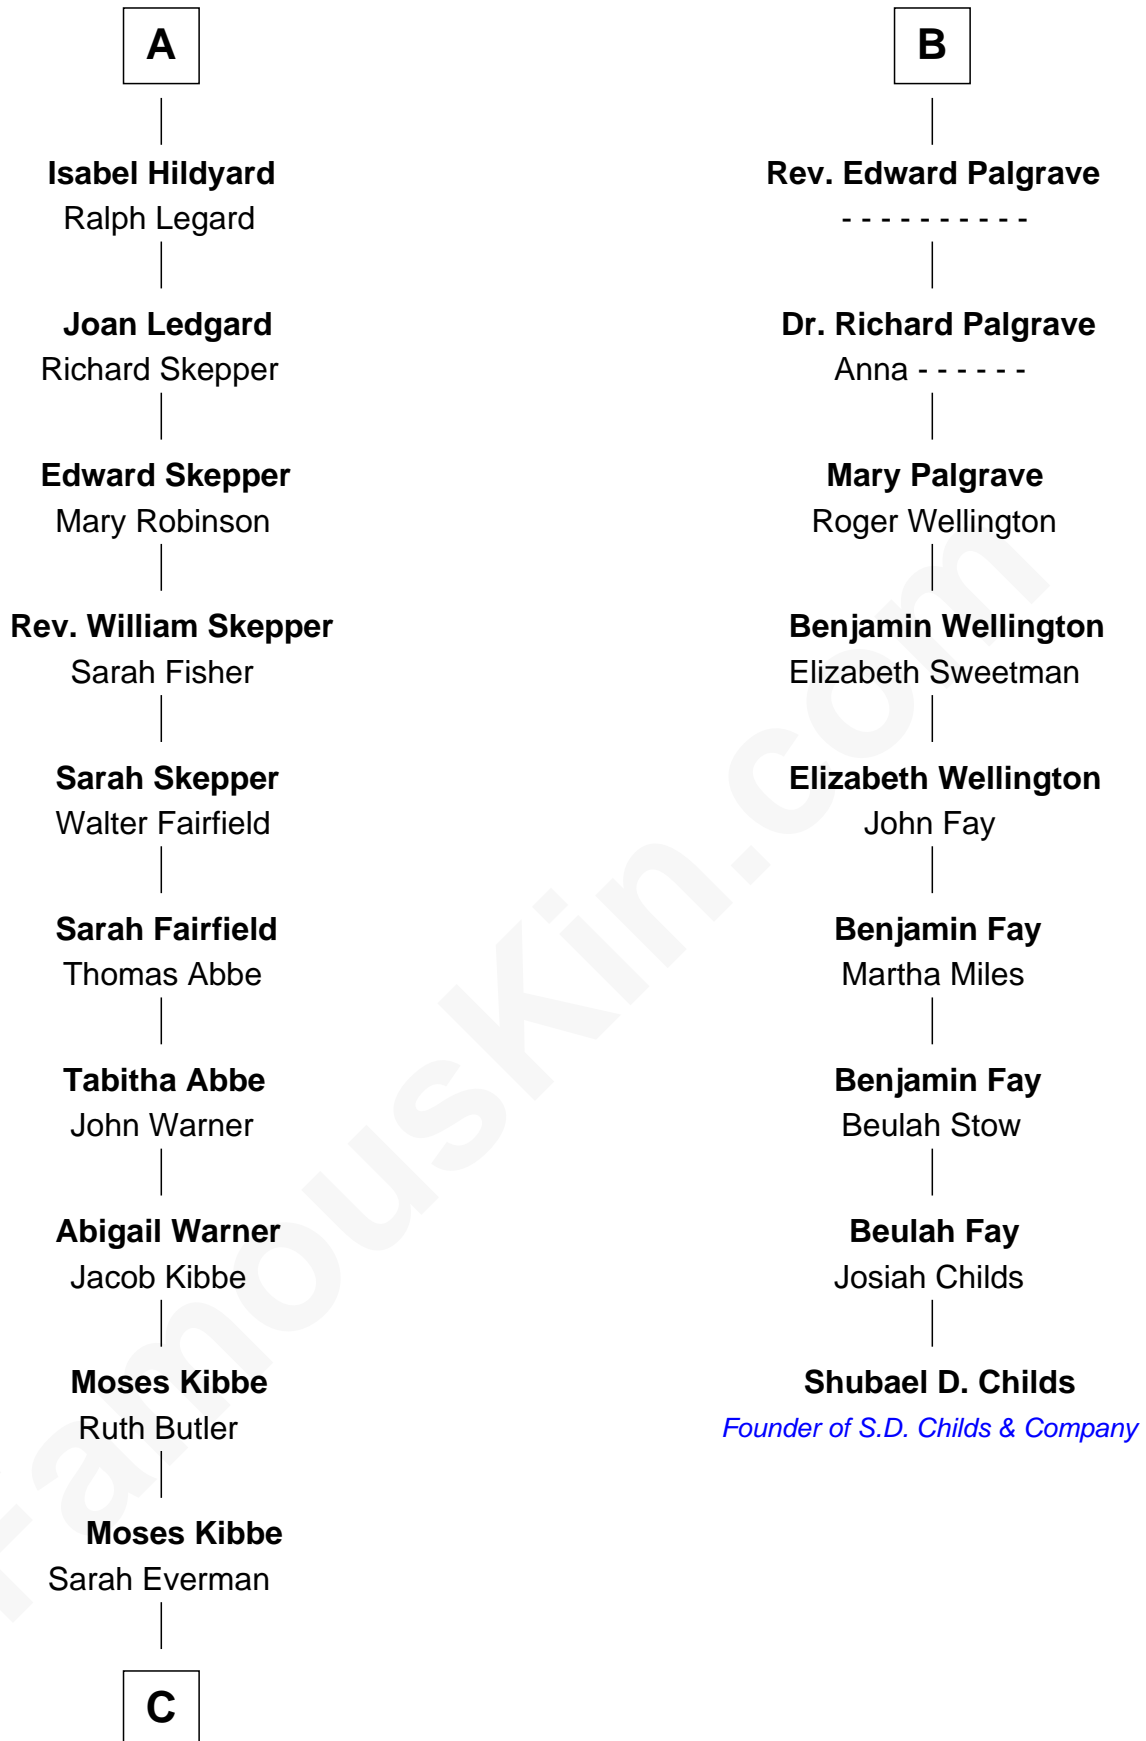 A
Isabel Hildyard
Ralph Legard
Joan Ledgard
Richard Skepper
Edward Skepper
Mary Robinson
Rev. William Skepper
Sarah Fisher
Sarah Skepper
Walter Fairfield
Sarah Fairfield
Thomas Abbe
Tabitha Abbe
John Warner
Abigail Warner
Jacob Kibbe
Moses Kibbe
Ruth Butler
Moses Kibbe
Sarah Everman
C
B
Rev. Edward Palgrave
- - - - - - - - - -
Dr. Richard Palgrave
Anna - - - - - -
Mary Palgrave
Roger Wellington
Benjamin Wellington
Elizabeth Sweetman
Elizabeth Wellington
John Fay
Benjamin Fay
Martha Miles
Benjamin Fay
Beulah Stow
Beulah Fay
Josiah Childs
Shubael D. Childs
Founder of S.D. Childs & Company
FamousKin.com